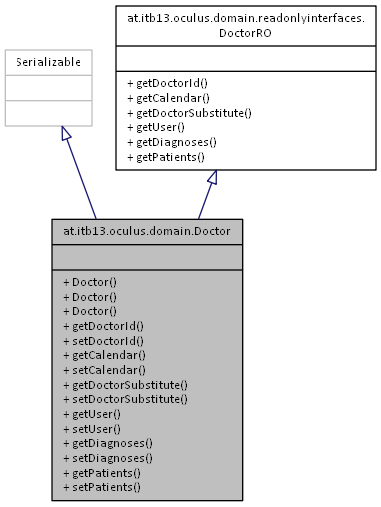 at.itb13.oculus.domain.readonlyinterfaces.
DoctorRO
+ getDoctorId()
+ getCalendar()
+ getDoctorSubstitute()
+ getUser()
+ getDiagnoses()
+ getPatients()
Serializable
at.itb13.oculus.domain.Doctor
+ Doctor()
+ Doctor()
+ Doctor()
+ getDoctorId()
+ setDoctorId()
+ getCalendar()
+ setCalendar()
+ getDoctorSubstitute()
+ setDoctorSubstitute()
+ getUser()
+ setUser()
+ getDiagnoses()
+ setDiagnoses()
+ getPatients()
+ setPatients()